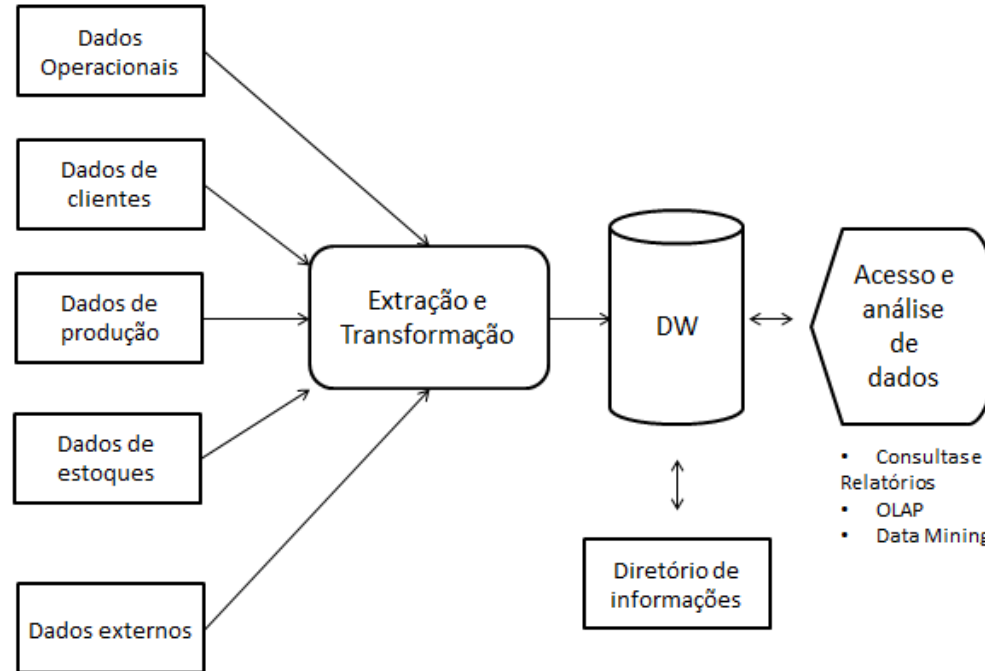 Dados
Operacionais
Dados de
clientes
Dados de
produção
Dados de
estoques
Dados externos
Extração e
Transformação
DW
Diretório de
informações
Acesso e
análise
de
dados
• Consultas e
Relatórios
• OLAP
• Data Mining